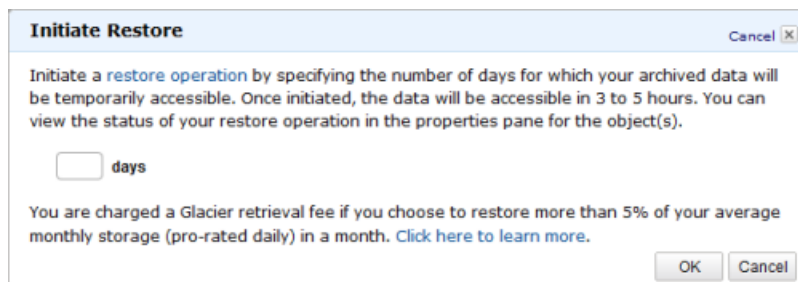 Initiate Restore
Cancel
Initiate a restore operation by specifying the number of days for which your archived data will
be temporarily accessible. Once initiated, the data will be accessible in 3 to 5 hours. You can
view the status of your restore operation in the properties pane for the object(s).
days
You are charged a Glacier retrieval fee if you choose to restore more than 5% of your average
monthly storage (pro-rated daily) in a month. Click here to learn more.
OK Cancel